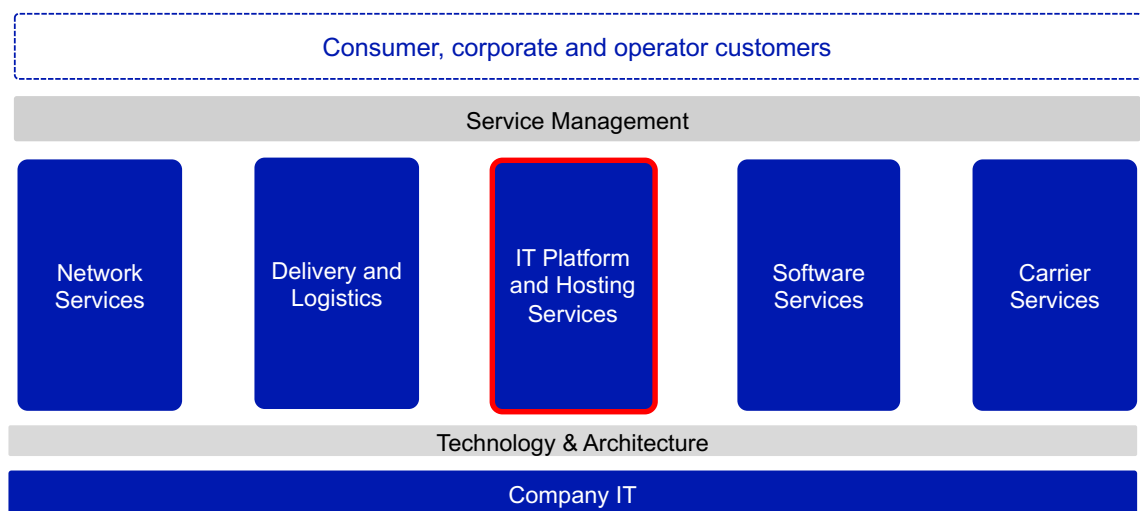 Consumer, corporate and operator customers
Service Management
Network
Services
Delivery and
Logistics
IT Platform
and Hosting
Services
Software
Services
Carrier
Services
Technology & Architecture
Company IT